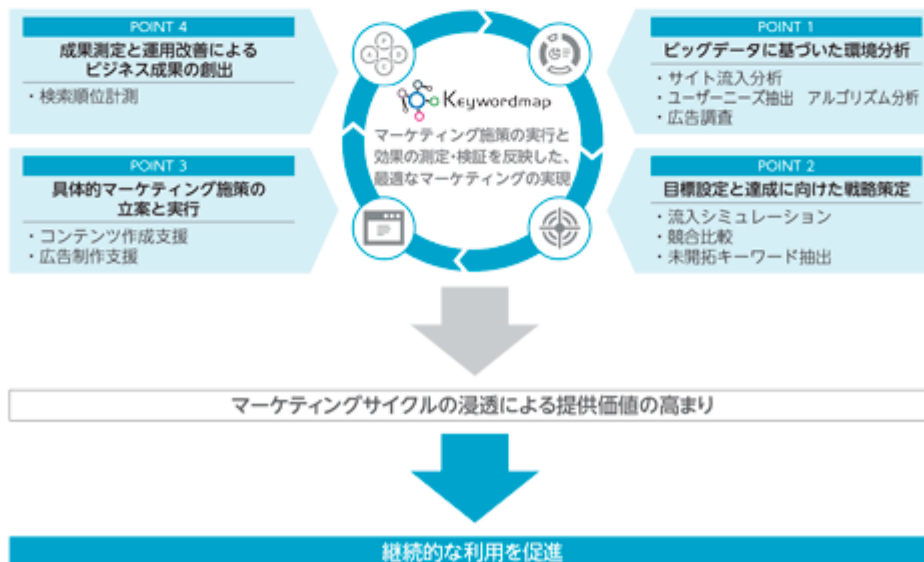 POINT 4
成果測定と運用改善による
ビジネス成果の創出
・検索順位計測
POINT 1
ビッグデータに基づいた環境分析
・サイト流入分析
・ユーザーニーズ抽出　アルゴリズム分析
・広告調査
Keywordmap
マーケティング施策の実行と
効果の測定・検証を反映した、
最適なマーケティングの実現
POINT 3
具体的マーケティング施策の
立案と実行
・コンテンツ作成支援
・広告制作支援
POINT 2
目標設定と達成に向けた戦略策定
・流入シミュレーション
・競合比較
・未開拓キーワード抽出
マーケティングサイクルの浸透による提供価値の高まり
継続的な利用を促進